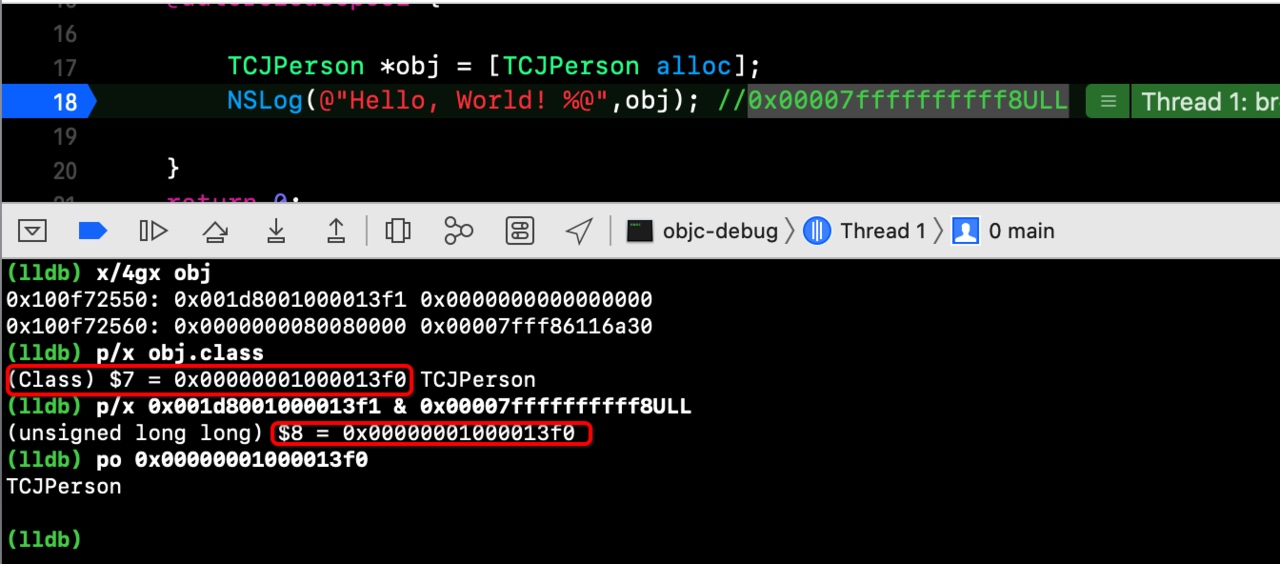 16
17 TCJPerson *obj = [TCJPerson alloc];
18 NSLog(@"Hello, World! %@",obj); //0x00007ffffffffff8ULL Thread 1: br
19
20 }
objc-debug Thread 1 0 main
(lldb) x/4gx obj
0x100f72550: 0x001d8001000013f1 0x0000000000000000
0x100f72560: 0x0000000080080000 0x00007fff86116a30
(lldb) p/x obj.class
(Class) $7 = 0x00000001000013f0 TCJPerson
(lldb) p/x 0x001d8001000013f1 & 0x00007ffffffffff8ULL
(unsigned long long) $8 = 0x00000001000013f0
(lldb) po 0x00000001000013f0
TCJPerson
(lldb)